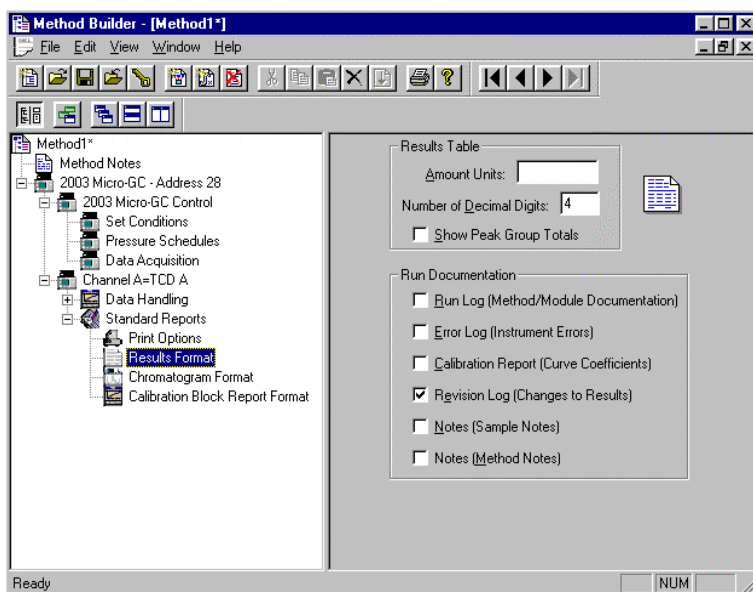 Method Builder - [Method1*]
File Edit View Window Help
Method1*
Method Notes
2003 Micro-GC - Address 28
2003 Micro-GC Control
Set Conditions
Pressure Schedules
Data Acquisition
Channel A=TCD A
Data Handling
Standard Reports
Print Options
Results Format
Chromatogram Format
Calibration Block Report Format
Results Table
Amount Units:
Number of Decimal Digits: 4
Show Peak Group Totals
Run Documentation
Run Log (Method/Module Documentation)
Error Log (Instrument Errors)
Calibration Report (Curve Coefficients)
Revision Log (Changes to Results)
Notes (Sample Notes)
Notes (Method Notes)
Ready NUM